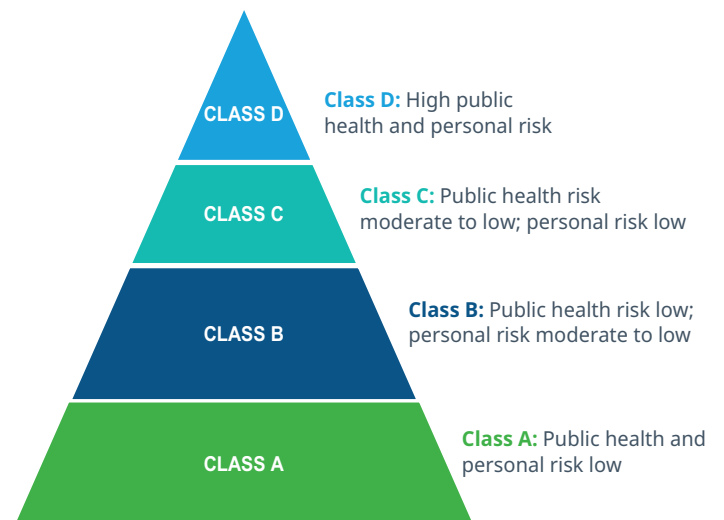 CLASS D
Class D: High public
health and personal risk
CLASS C
Class C: Public health risk
moderate to low; personal risk low
CLASS B
Class B: Public health risk low;
personal risk moderate to low
CLASS A
Class A: Public health and
personal risk low